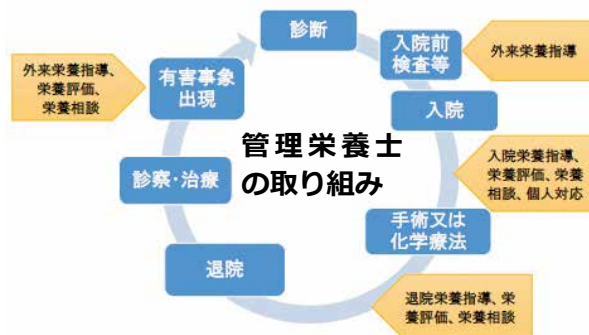 診断
入院前
検査等
外来栄養指導
入院
入院栄養指導、
栄養評価、栄養
相談、個人対応
手術又は
化学療法
退院栄養指導、栄
養評価、栄養相談
退院
診察・治療
有害事象
出現
外来栄養指導、
栄養評価、
栄養相談
管理栄養士
の取り組み